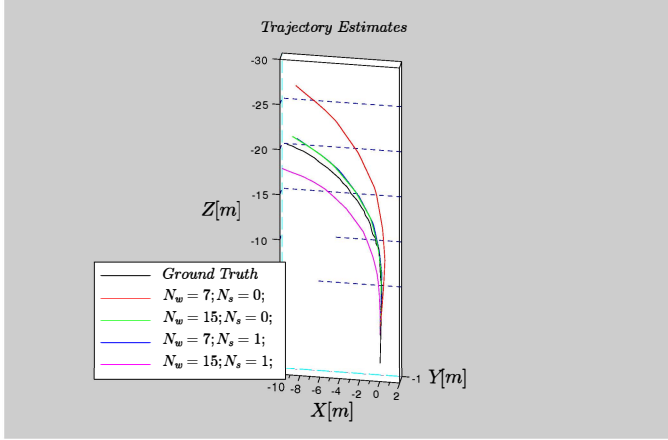 Trajectory Estimates
-30
-25
-20
-15
-10
Z[m]
Ground Truth
N_w = 7; N_s = 0;
N_w = 15; N_s = 0;
N_w = 7; N_s = 1;
N_w = 15; N_s = 1;
-10 -8 -6 -4 -2 0 2
-1 Y[m]
X[m]